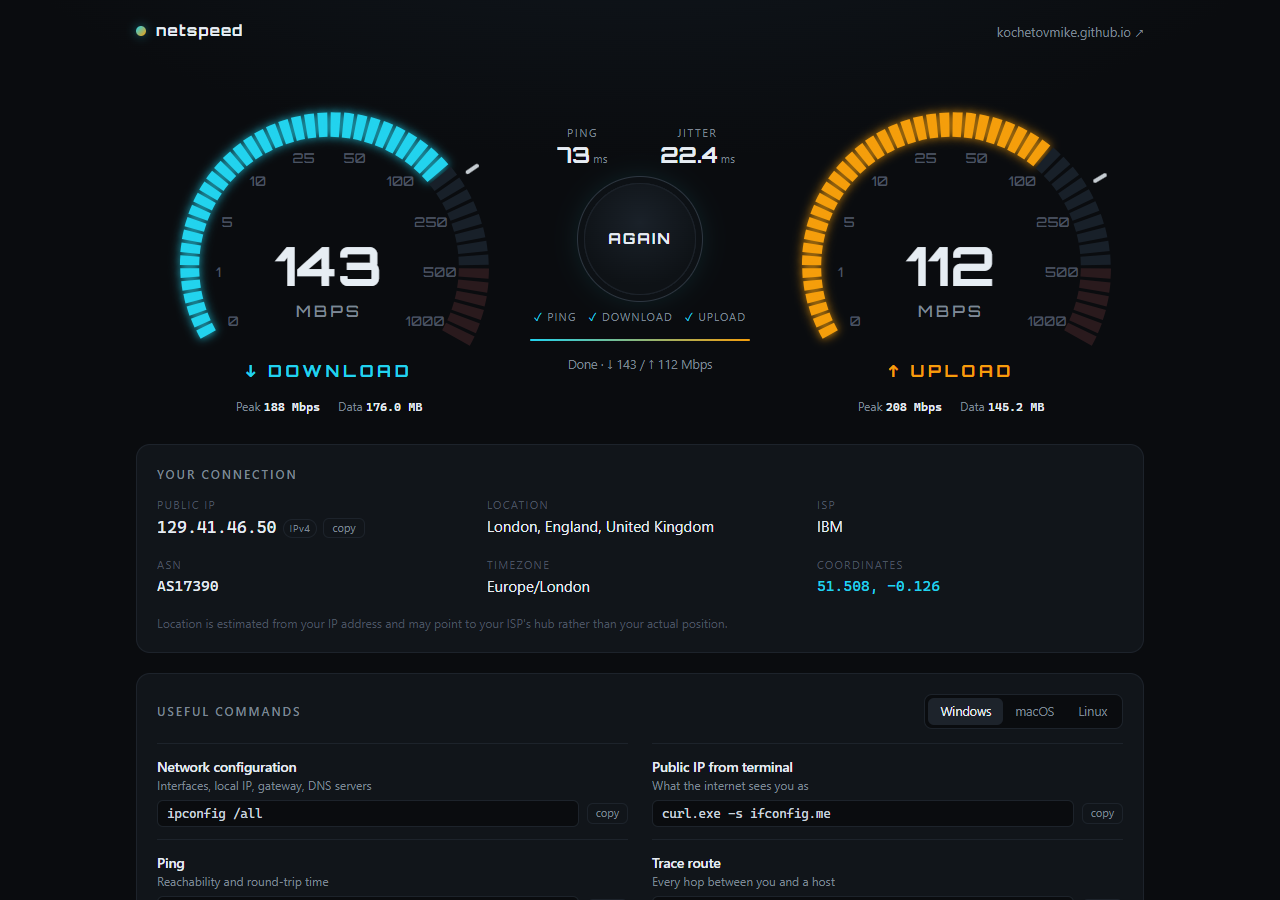 netspeed
kochetovmike.github.io ↗
25 50
10 100
5 250
1 500
0 1000
143
MBPS
↓ DOWNLOAD
Peak 188 Mbps Data 176.0 MB
PING JITTER
73 ms 22.4 ms
AGAIN
✓ PING ✓ DOWNLOAD ✓ UPLOAD
Done · ↓ 143 / ↑ 112 Mbps
25 50
10 100
5 250
1 500
0 1000
112
MBPS
↑ UPLOAD
Peak 208 Mbps Data 145.2 MB
YOUR CONNECTION
PUBLIC IP LOCATION ISP
129.41.46.50 IPv4 copy London, England, United Kingdom IBM
ASN TIMEZONE COORDINATES
AS17390 Europe/London 51.508, −0.126
Location is estimated from your IP address and may point to your ISP's hub rather than your actual position.
USEFUL COMMANDS Windows macOS Linux
Network configuration Public IP from terminal
Interfaces, local IP, gateway, DNS servers What the internet sees you as
ipconfig /all copy curl.exe -s ifconfig.me copy
Ping Trace route
Reachability and round-trip time Every hop between you and a host